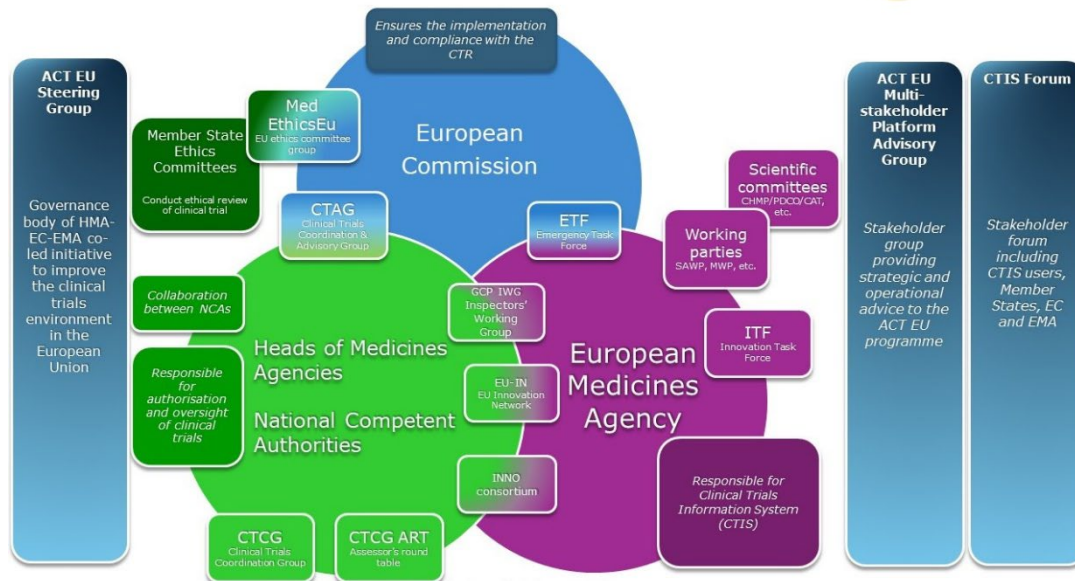 Ensures the implementation
and compliance with the
CTR
ACT EU
Steering
Group
Governance
body of HMA-
EC-EMA co-
led initiative
to improve
the clinical
trials
environment
in the
European
Union
Member State
Ethics
Committees
Conduct ethical review
of clinical trial
Med
EthicsEu
EU ethics committee
group
European
Commission
CTAG
Clinical Trials
Coordination &
Advisory Group
ETF
Emergency Task
Force
Scientific
committees
CHMP/PDCO/CAT,
etc.
Working
parties
SAWP, MWP, etc.
Collaboration
between NCAs
GCP IWG
Inspectors'
Working
Group
ITF
Innovation Task
Force
Responsible for
authorisation
and oversight
of clinical
trials
Heads of Medicines
Agencies
National Competent
Authorities
EU-IN
EU Innovation
Network
European
Medicines
Agency
INNO
consortium
Responsible for
Clinical Trials
Information System
(CTIS)
CTCG
Clinical Trials
Coordination Group
CTCG ART
Assessor's round
table
ACT EU
Multi-
stakeholder
Platform
Advisory
Group
Stakeholder
group
providing
strategic and
operational
advice to the
ACT EU
programme
CTIS Forum
Stakeholder
forum
including
CTIS users,
Member
States, EC
and EMA